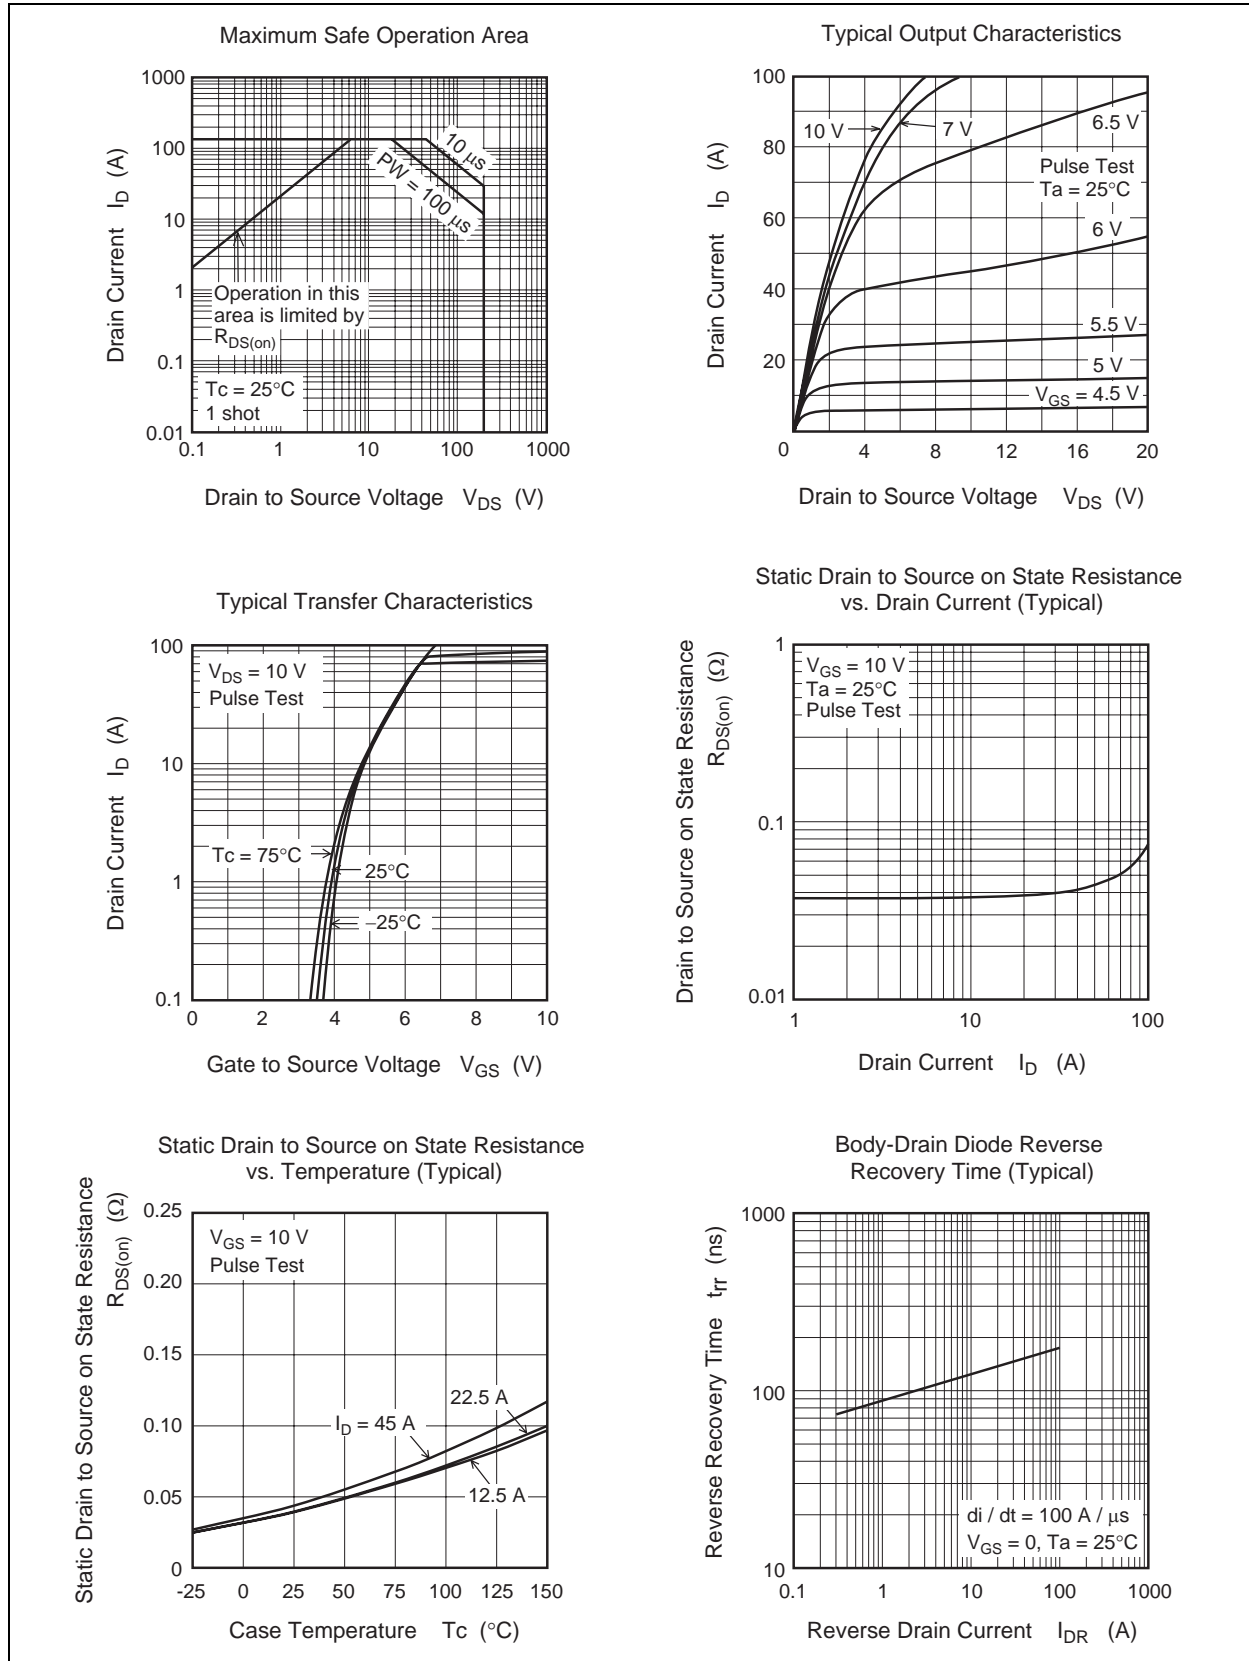 Maximum Safe Operation Area
1000
100
10
1
0.1
0.01
Drain Current I_D (A)
10 μs
PW = 100 μs
Operation in this
area is limited by
R_DS(on)
Tc = 25°C
1 shot
0.1 1 10 100 1000
Drain to Source Voltage V_DS (V)
Typical Output Characteristics
100
80
60
40
20
0
Drain Current I_D (A)
10 V
7 V
6.5 V
Pulse Test
Ta = 25°C
6 V
5.5 V
5 V
V_GS = 4.5 V
4 8 12 16 20
Drain to Source Voltage V_DS (V)
Typical Transfer Characteristics
100
10
1
0.1
Drain Current I_D (A)
V_DS = 10 V
Pulse Test
Tc = 75°C
25°C
−25°C
0 2 4 6 8 10
Gate to Source Voltage V_GS (V)
Static Drain to Source on State Resistance
vs. Drain Current (Typical)
1
0.1
0.01
Drain to Source on State Resistance
R_DS(on) (Ω)
V_GS = 10 V
Ta = 25°C
Pulse Test
1 10 100
Drain Current I_D (A)
Static Drain to Source on State Resistance
vs. Temperature (Typical)
0.25
0.20
0.15
0.10
0.05
0
Static Drain to Source on State Resistance
R_DS(on) (Ω)
V_GS = 10 V
Pulse Test
22.5 A
I_D = 45 A
12.5 A
-25 0 25 50 75 100 125 150
Case Temperature Tc (°C)
Body-Drain Diode Reverse
Recovery Time (Typical)
1000
100
10
Reverse Recovery Time t_rr (ns)
di / dt = 100 A / μs
V_GS = 0, Ta = 25°C
0.1 1 10 100 1000
Reverse Drain Current I_DR (A)